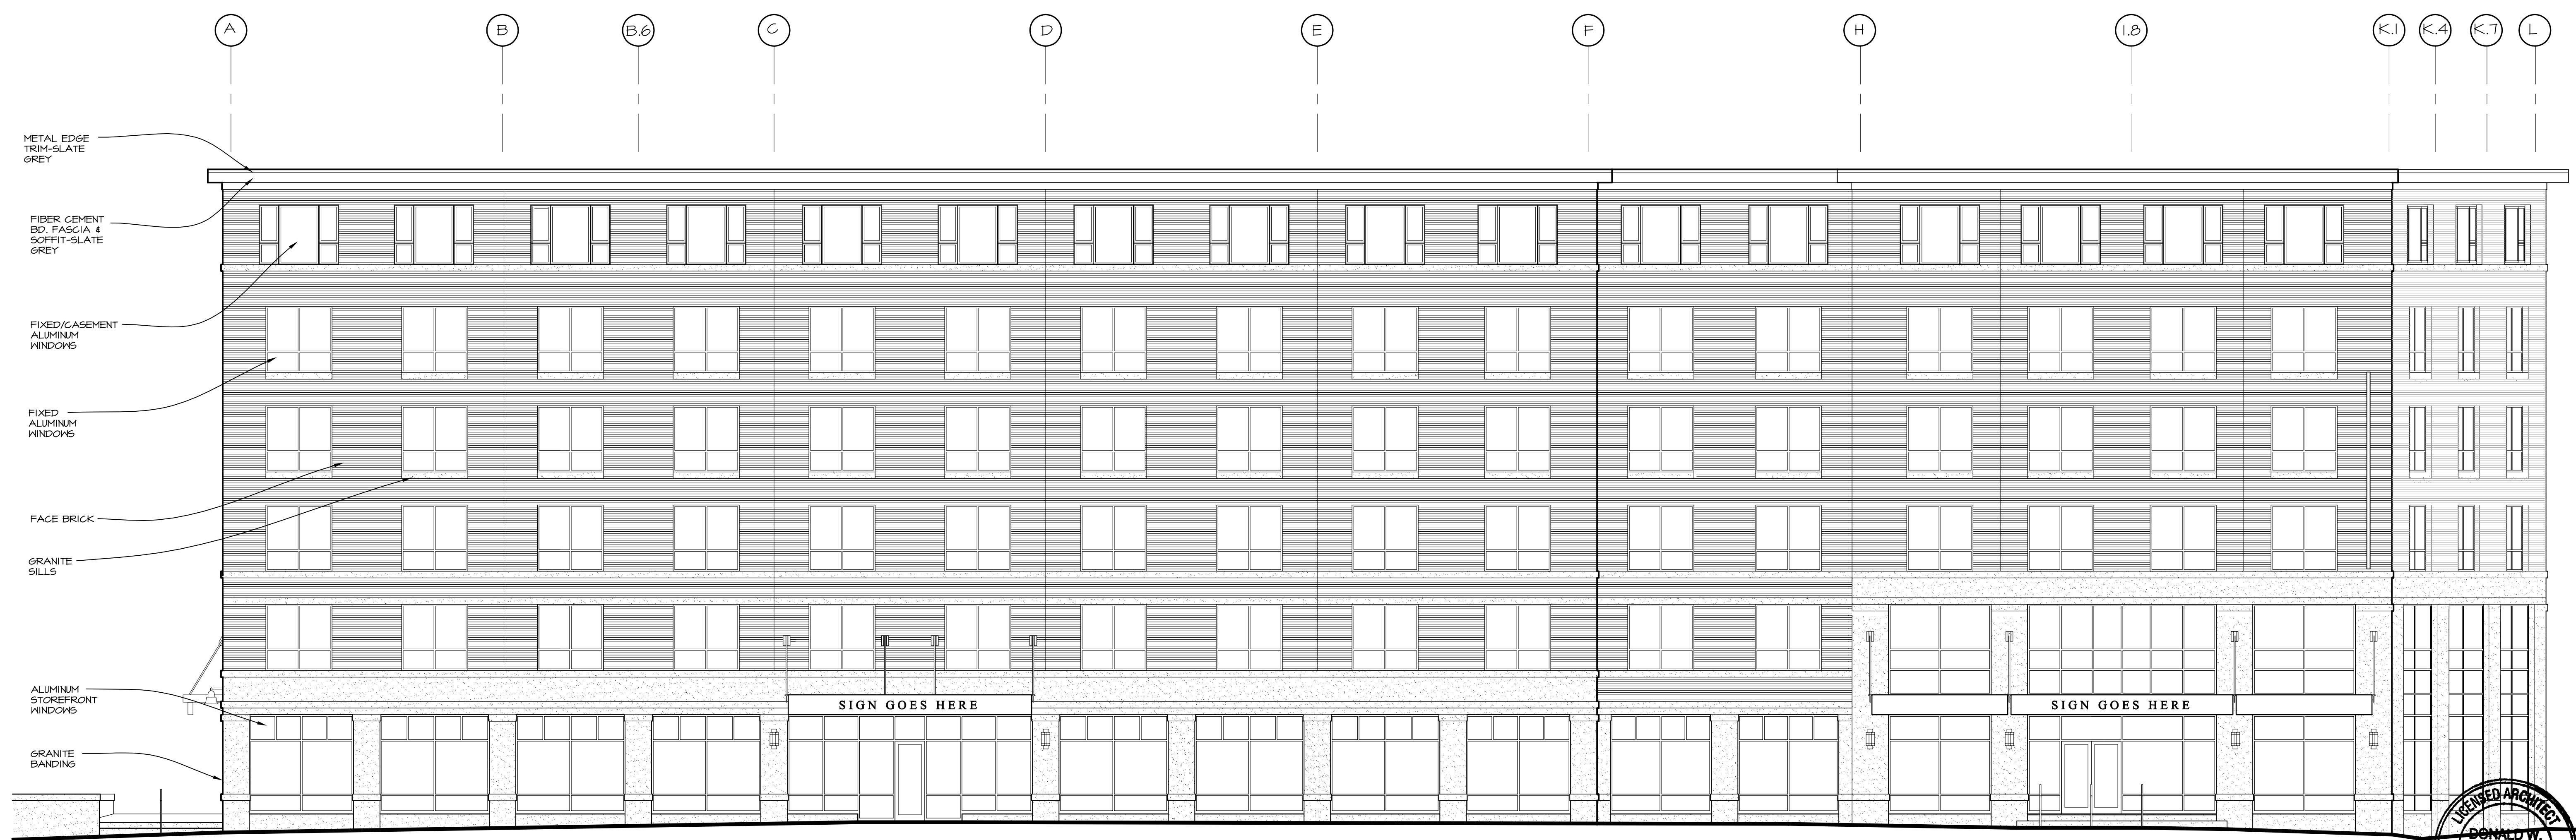 A
B
B.6
C
D
E
F
H
1.8
K.1
K.4
K.7
L
METAL EDGE
TRIM-SLATE
GREY
FIBER CEMENT
BD. FASCIA &
SOFFIT-SLATE
GREY
FIXED/CASEMENT
ALUMINUM
WINDOWS
FIXED
ALUMINUM
WINDOWS
FACE BRICK
GRANITE
SILLS
ALUMINUM
STOREFRONT
WINDOWS
GRANITE
BANDING
SIGN GOES HERE
SIGN GOES HERE
LICENSED ARCHITECT
DONALD W.